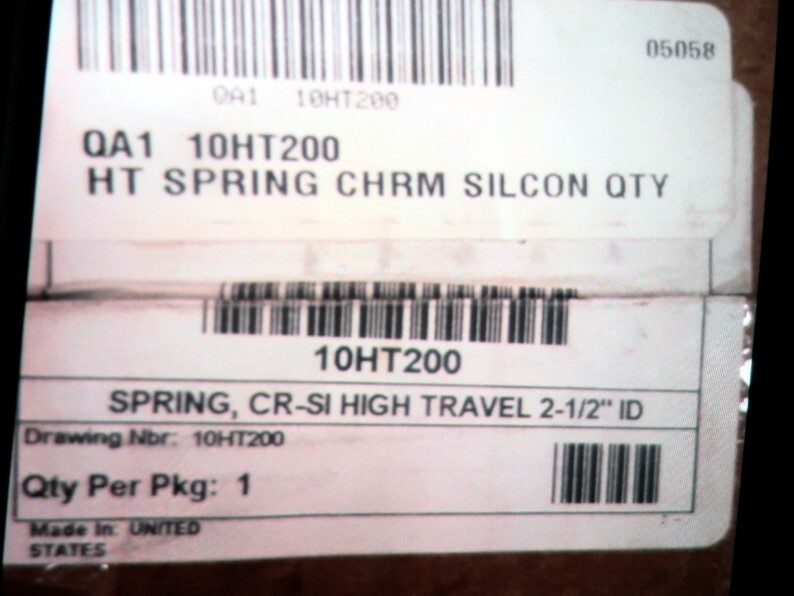 05058
QA1 10HT200
QA1 10HT200
HT SPRING CHRM SILCON QTY
10HT200
SPRING, CR-SI HIGH TRAVEL 2-1/2" ID
Drawing Nbr: 10HT200
Qty Per Pkg: 1
Made In: UNITED
STATES